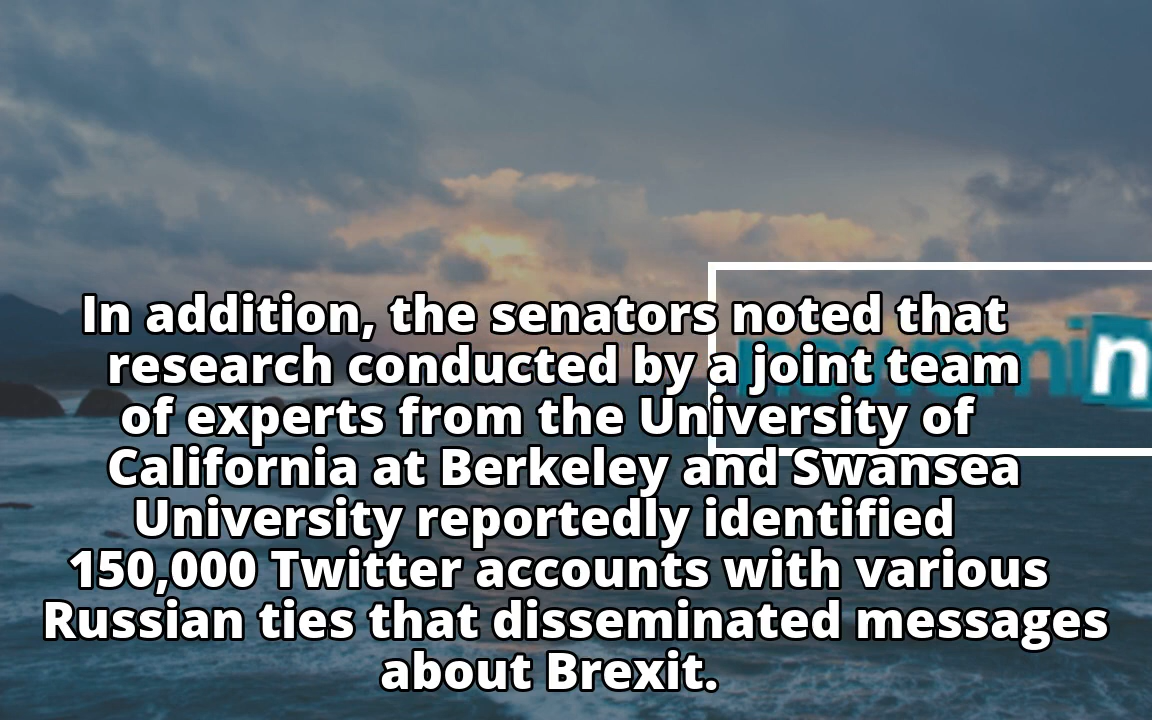 In addition, the senators noted that
research conducted by a joint team
of experts from the University of
California at Berkeley and Swansea
University reportedly identified
150,000 Twitter accounts with various
Russian ties that disseminated messages
about Brexit.